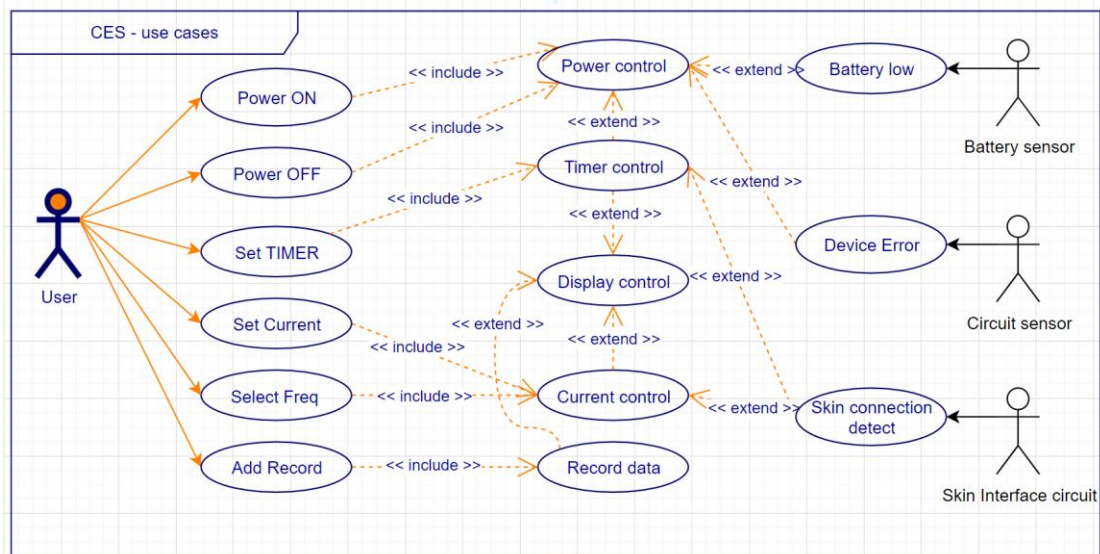 CES - use cases
Power ON
Power OFF
Set TIMER
Set Current
Select Freq
Add Record
User
<< include >>
<< include >>
<< include >>
<< include >>
<< include >>
<< include >>
Power control
<< extend >>
Timer control
<< extend >>
Display control
<< extend >>
<< extend >>
Current control
Record data
<< extend >>
<< extend >>
<< extend >>
<< extend >>
Battery low
Device Error
Skin connection
detect
Battery sensor
Circuit sensor
Skin Interface circuit